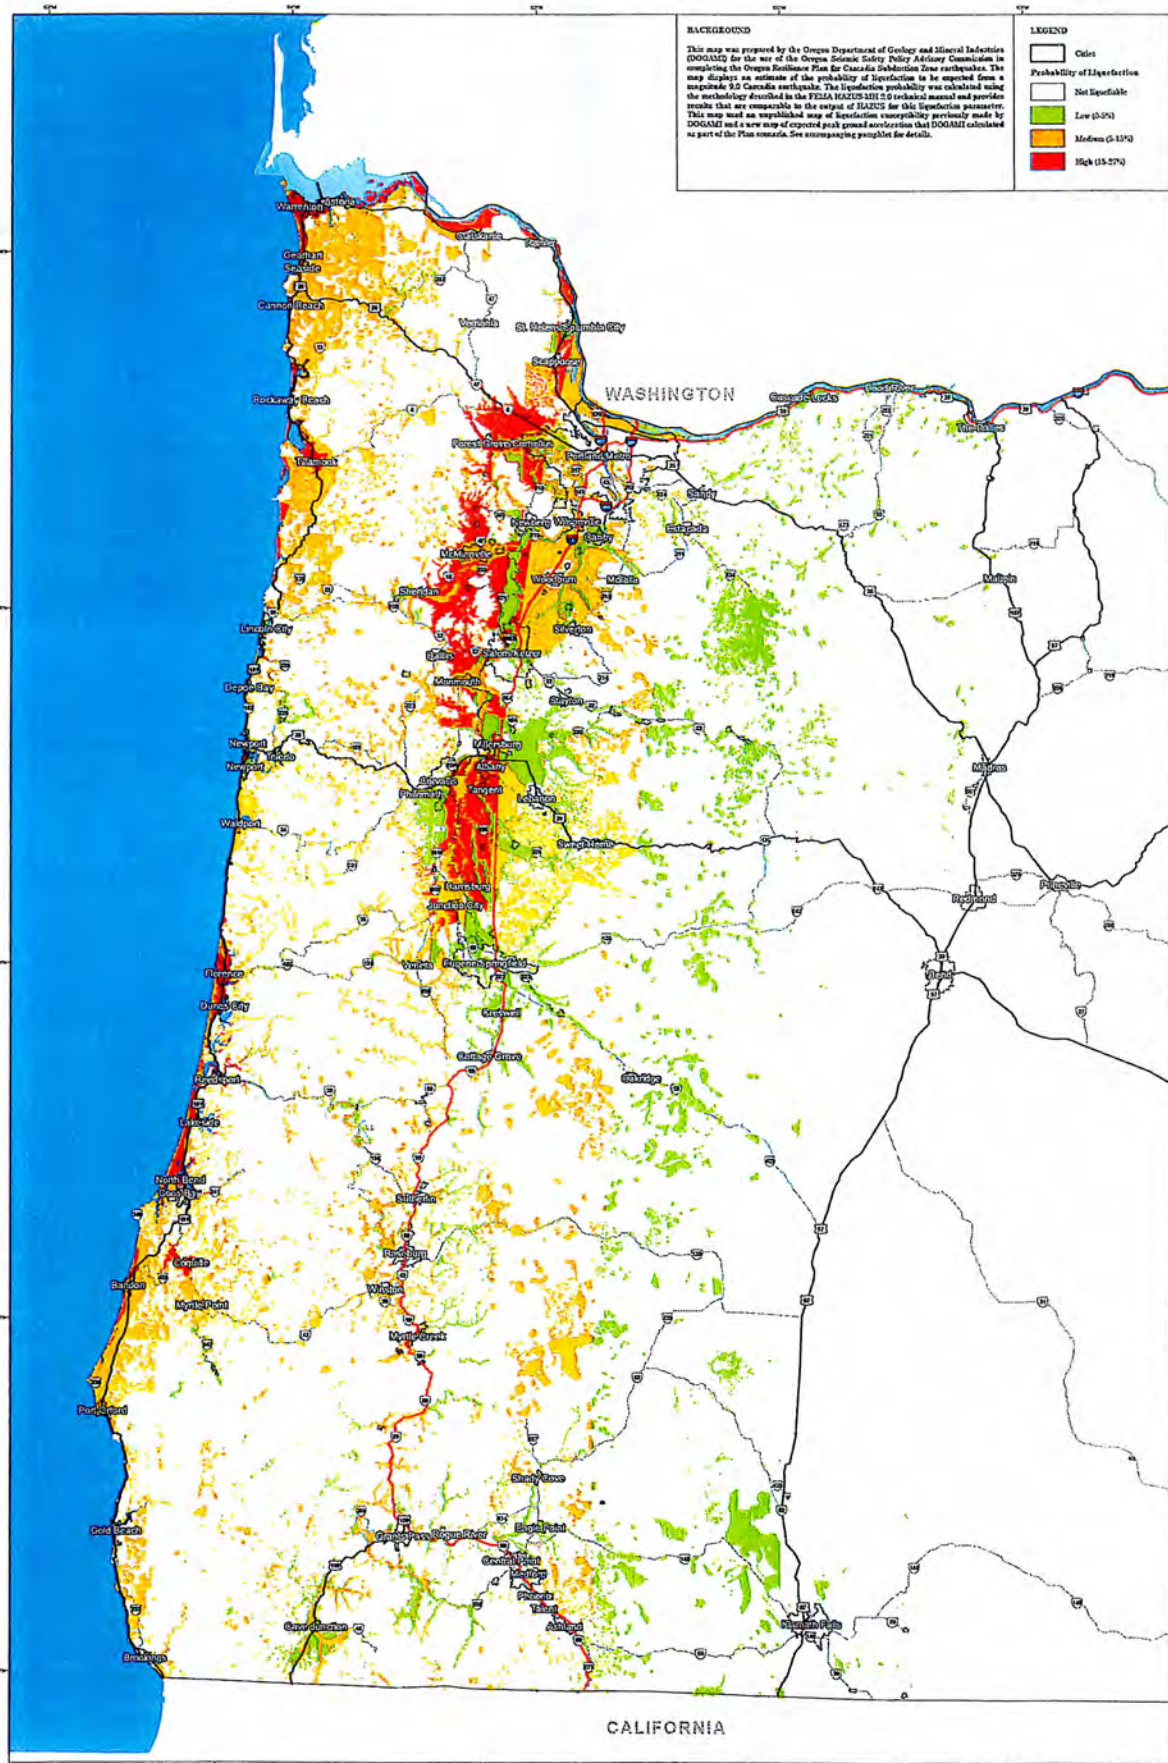 BACKGROUND
This map was prepared by the Oregon Department of Geology and Mineral Industries
(DOGAMI) for the use of the Oregon Seismic Safety Policy Advisory Commission in
completing the Oregon Resilience Plan for Cascadia Subduction Zone earthquakes. The
map displays an estimate of the probability of liquefaction to be expected from a
magnitude 9.0 Cascadia earthquake. The liquefaction probability was calculated using
the methodology described in the FEMA HAZUS-MH 2.0 technical manual and provides
results that are comparable to the output of HAZUS for this liquefaction parameter.
This map used an unpublished map of liquefaction susceptibility previously made by
DOGAMI and a new map of expected peak ground acceleration that DOGAMI calculated
as part of the Plan scenario. See accompanying pamphlet for details.
LEGEND
Cities
Probability of Liquefaction
Not liquefiable
Low (0-5%)
Medium (5-15%)
High (15-27%)
Warrenton
Astoria
Clatskanie
Rainier
Gearhart
Seaside
Cannon Beach
Vernonia
St. Helens
Columbia City
Scappoose
WASHINGTON
Cascade Locks
Hood River
The Dalles
Rockaway Beach
Forest Grove
Cornelius
Portland Metro
Tillamook
Sandy
Newberg
Wilsonville
Canby
Estacada
McMinnville
Woodburn
Molalla
Maupin
Sheridan
Lincoln City
Silverton
Dallas
Salem
Keizer
Depoe Bay
Monmouth
Stayton
Newport
Toledo
Newport
Millersburg
Albany
Madras
Corvallis
Philomath
Tangent
Lebanon
Waldport
Sweet Home
Harrisburg
Junction City
Redmond
Prineville
Florence
Veneta
Eugene
Springfield
Bend
Dunes City
Creswell
Cottage Grove
Reedsport
Oakridge
Lakeside
North Bend
Coos Bay
Sutherlin
Coquille
Roseburg
Bandon
Winston
Myrtle Point
Myrtle Creek
Port Orford
Shady Cove
Gold Beach
Grants Pass
Rogue River
Eagle Point
Central Point
Medford
Phoenix
Talent
Cave Junction
Ashland
Klamath Falls
Brookings
CALIFORNIA